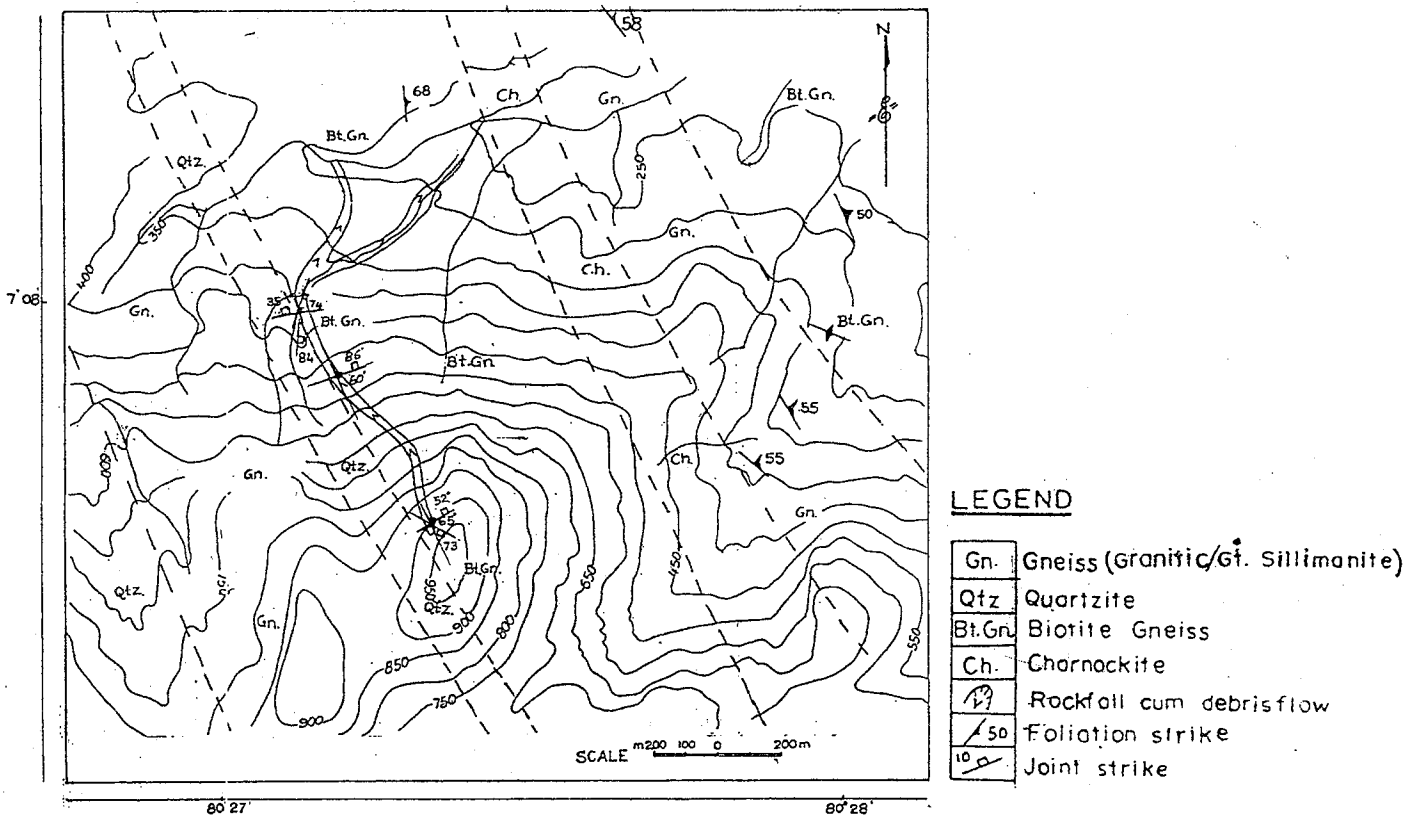 58
N
68
Ch.
Gn.
Bt.Gn.
Bt.Gn
Qtz.
250
350
50
Gn.
400
Ch.
7°08'
Gn.
35
74
Bt.Gn.
Bt.Gn.
84
86°
60°
Bt.Gn
55
600
Gn.
Qtz.
Ch.
55
52°
65
Gn.
73
Bt.Gn.
950
Qtz.
Qtz.
Gn.
900
850
800
750
650
450
550
900
SCALE m200 100 0 200m
80°27'
80°28'
LEGEND
Gn. Gneiss (Granitic/Gt. Sillimanite)
Qtz Quartzite
Bt.Gn Biotite Gneiss
Ch. Charnockite
Rockfall cum debrisflow
50 Foliation strike
10 Joint strike